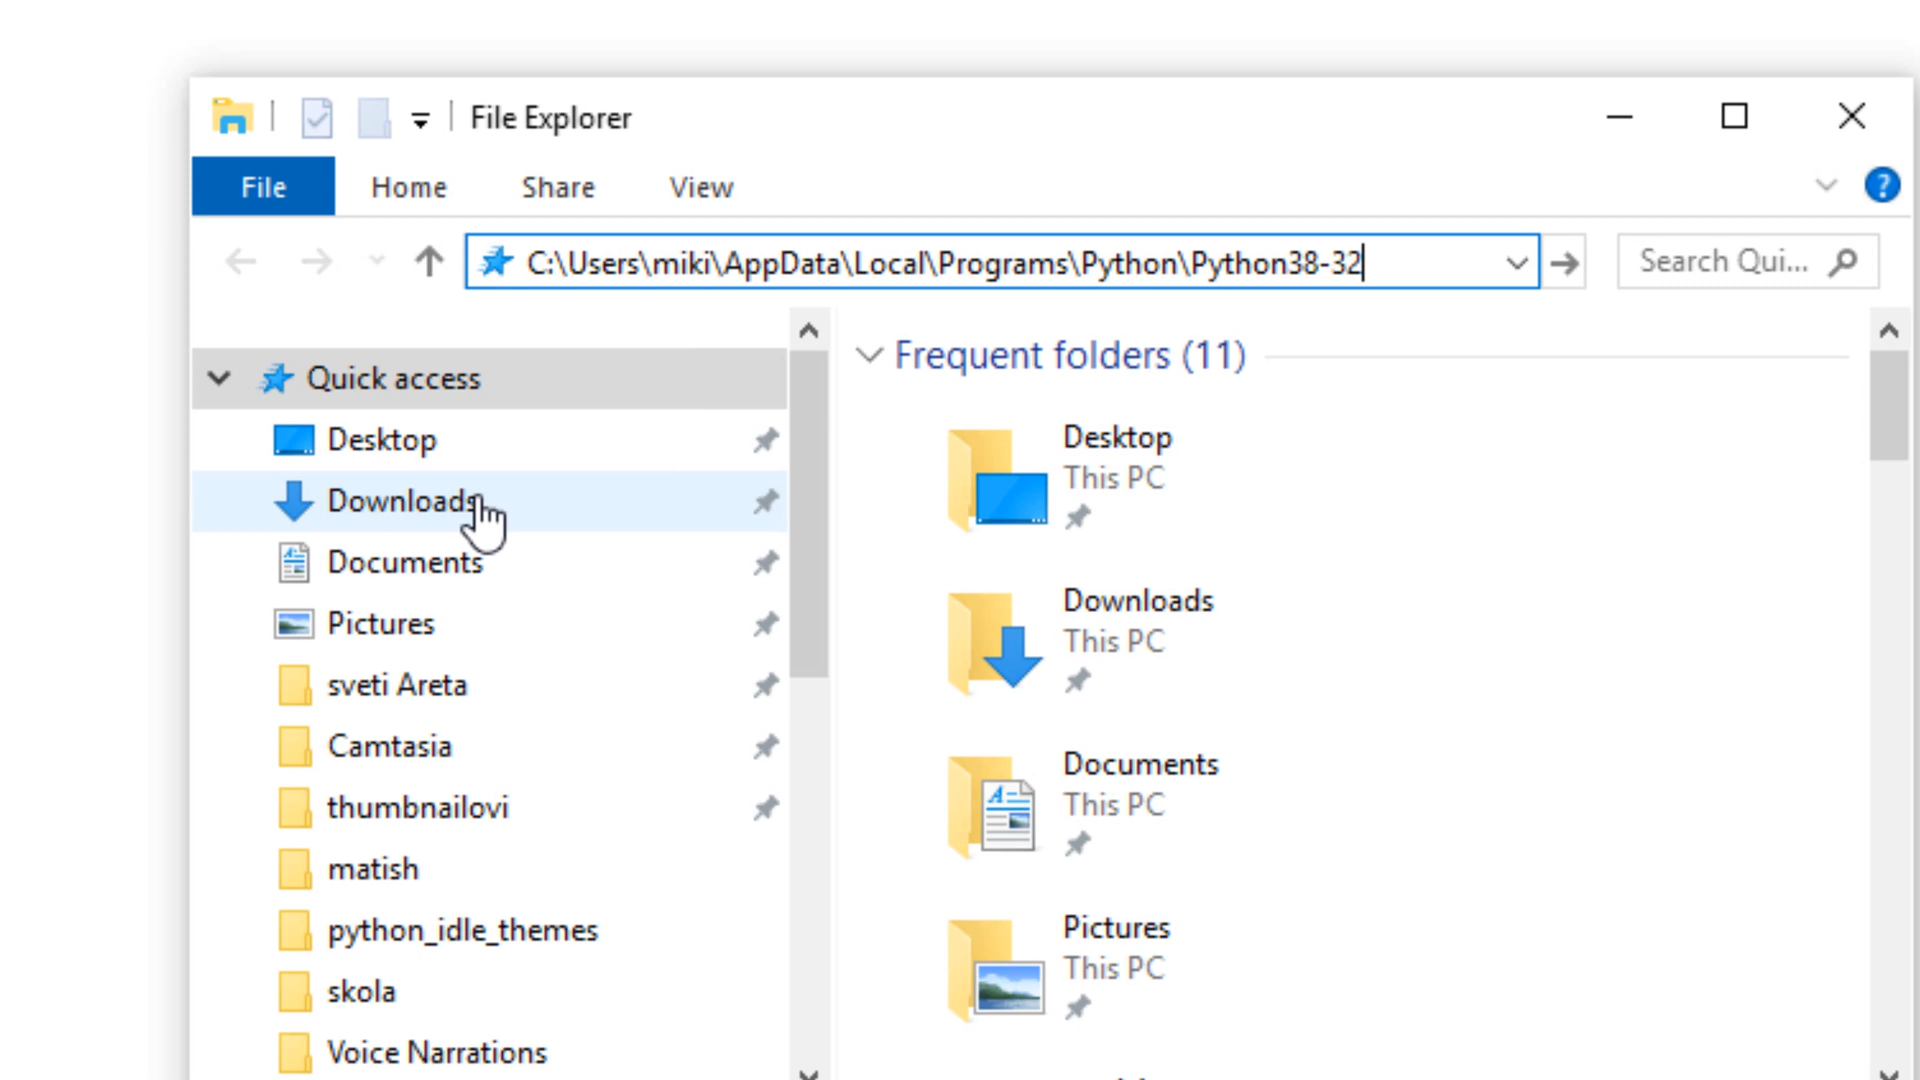 File Explorer
File Home Share View
?
C:\Users\miki\AppData\Local\Programs\Python\Python38-32
Search Qui...
Quick access
Desktop
Downloads
Documents
Pictures
sveti Areta
Camtasia
thumbnailovi
matish
python_idle_themes
skola
Voice Narrations
Frequent folders (11)
Desktop
This PC
Downloads
This PC
Documents
This PC
Pictures
This PC